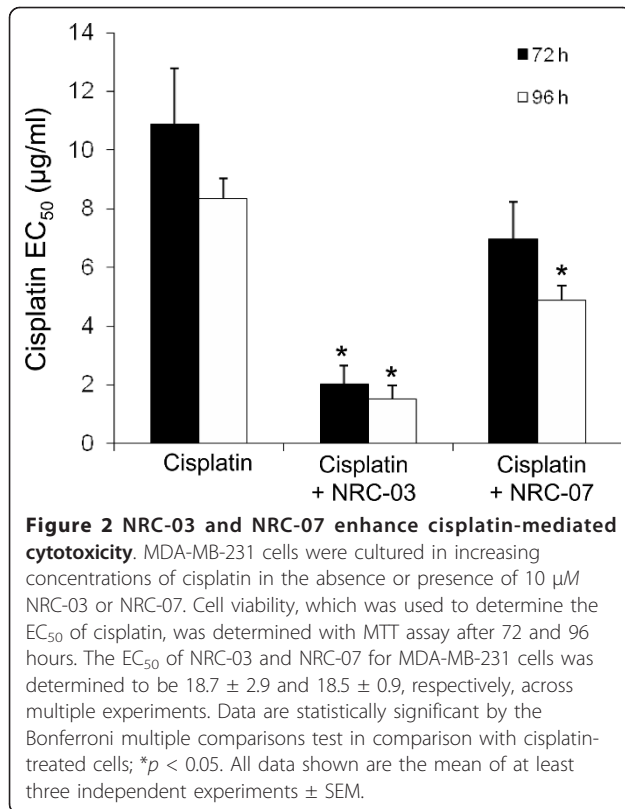 14
12
10
8
6
4
2
0
Cisplatin EC₅₀ (µg/ml)
72 h
96 h
*
*
*
Cisplatin
Cisplatin
+ NRC-03
Cisplatin
+ NRC-07
Figure 2 NRC-03 and NRC-07 enhance cisplatin-mediated
cytotoxicity. MDA-MB-231 cells were cultured in increasing
concentrations of cisplatin in the absence or presence of 10 μM
NRC-03 or NRC-07. Cell viability, which was used to determine the
EC₅₀ of cisplatin, was determined with MTT assay after 72 and 96
hours. The EC₅₀ of NRC-03 and NRC-07 for MDA-MB-231 cells was
determined to be 18.7 ± 2.9 and 18.5 ± 0.9, respectively, across
multiple experiments. Data are statistically significant by the
Bonferroni multiple comparisons test in comparison with cisplatin-
treated cells; *p < 0.05. All data shown are the mean of at least
three independent experiments ± SEM.